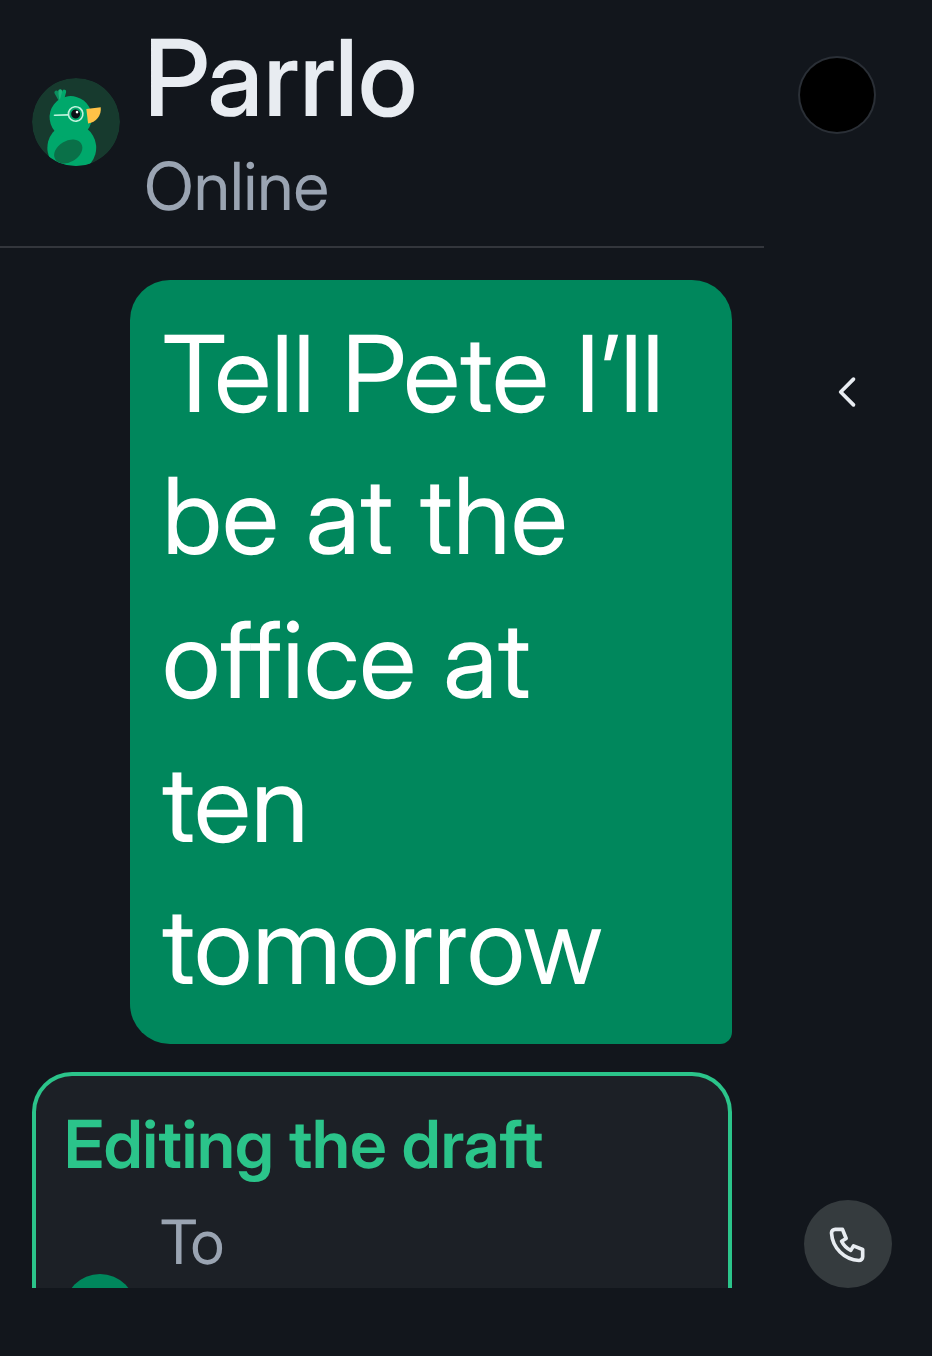 Parrlo
Online
Tell Pete I’ll
be at the
office at
ten
tomorrow
Editing the draft
To